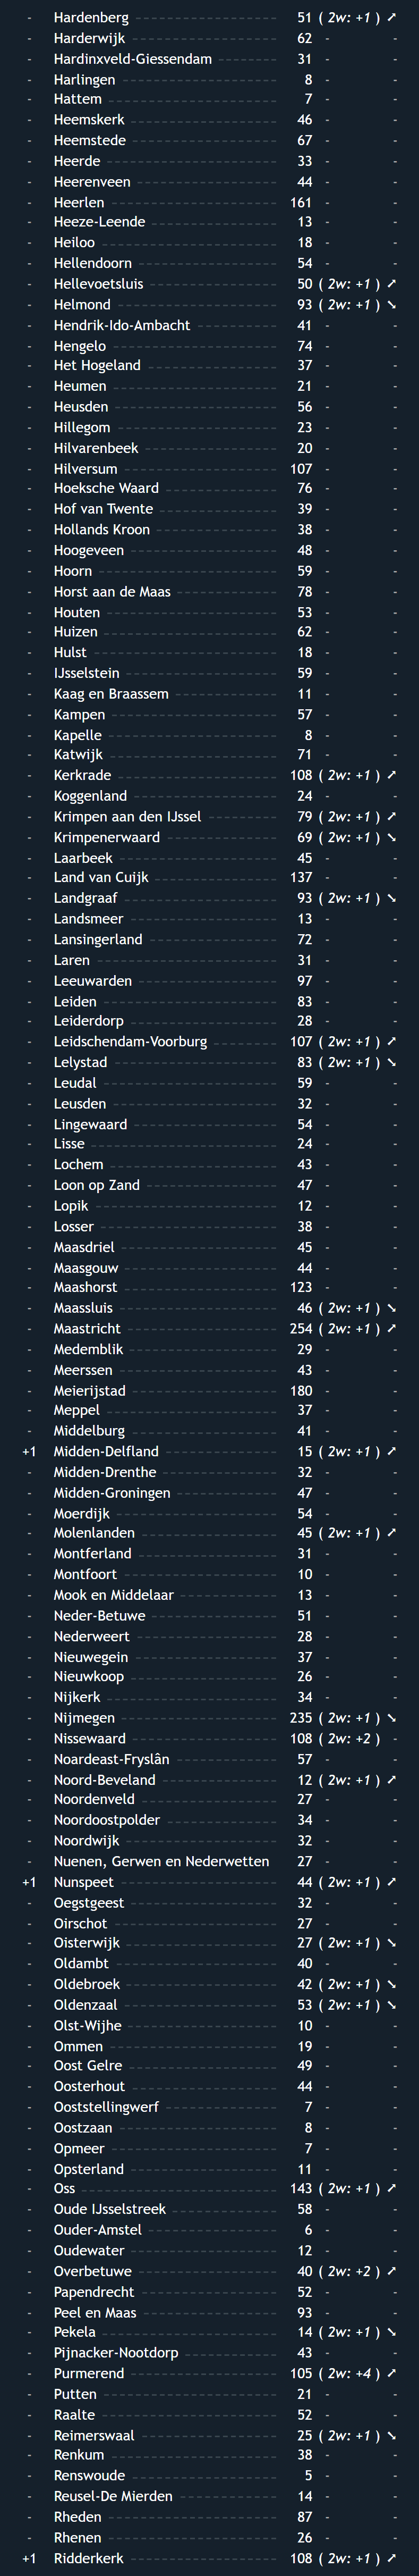 - Hardenberg 51 ( 2w: +1 ) ➚
- Harderwijk 62 - -
- Hardinxveld-Giessendam 31 - -
- Harlingen 8 - -
- Hattem 7 - -
- Heemskerk 46 - -
- Heemstede 67 - -
- Heerde 33 - -
- Heerenveen 44 - -
- Heerlen 161 - -
- Heeze-Leende 13 - -
- Heiloo 18 - -
- Hellendoorn 54 - -
- Hellevoetsluis 50 ( 2w: +1 ) ➚
- Helmond 93 ( 2w: +1 ) ➘
- Hendrik-Ido-Ambacht 41 - -
- Hengelo 74 - -
- Het Hogeland 37 - -
- Heumen 21 - -
- Heusden 56 - -
- Hillegom 23 - -
- Hilvarenbeek 20 - -
- Hilversum 107 - -
- Hoeksche Waard 76 - -
- Hof van Twente 39 - -
- Hollands Kroon 38 - -
- Hoogeveen 48 - -
- Hoorn 59 - -
- Horst aan de Maas 78 - -
- Houten 53 - -
- Huizen 62 - -
- Hulst 18 - -
- IJsselstein 59 - -
- Kaag en Braassem 11 - -
- Kampen 57 - -
- Kapelle 8 - -
- Katwijk 71 - -
- Kerkrade 108 ( 2w: +1 ) ➚
- Koggenland 24 - -
- Krimpen aan den IJssel 79 ( 2w: +1 ) ➚
- Krimpenerwaard 69 ( 2w: +1 ) ➘
- Laarbeek 45 - -
- Land van Cuijk 137 - -
- Landgraaf 93 ( 2w: +1 ) ➘
- Landsmeer 13 - -
- Lansingerland 72 - -
- Laren 31 - -
- Leeuwarden 97 - -
- Leiden 83 - -
- Leiderdorp 28 - -
- Leidschendam-Voorburg 107 ( 2w: +1 ) ➚
- Lelystad 83 ( 2w: +1 ) ➘
- Leudal 59 - -
- Leusden 32 - -
- Lingewaard 54 - -
- Lisse 24 - -
- Lochem 43 - -
- Loon op Zand 47 - -
- Lopik 12 - -
- Losser 38 - -
- Maasdriel 45 - -
- Maasgouw 44 - -
- Maashorst 123 - -
- Maassluis 46 ( 2w: +1 ) ➘
- Maastricht 254 ( 2w: +1 ) ➚
- Medemblik 29 - -
- Meerssen 43 - -
- Meierijstad 180 - -
- Meppel 37 - -
- Middelburg 41 - -
+1 Midden-Delfland 15 ( 2w: +1 ) ➚
- Midden-Drenthe 32 - -
- Midden-Groningen 47 - -
- Moerdijk 54 - -
- Molenlanden 45 ( 2w: +1 ) ➚
- Montferland 31 - -
- Montfoort 10 - -
- Mook en Middelaar 13 - -
- Neder-Betuwe 51 - -
- Nederweert 28 - -
- Nieuwegein 37 - -
- Nieuwkoop 26 - -
- Nijkerk 34 - -
- Nijmegen 235 ( 2w: +1 ) ➘
- Nissewaard 108 ( 2w: +2 )
- Noardeast-Fryslân 57 - -
- Noord-Beveland 12 ( 2w: +1 ) ➚
- Noordenveld 27 - -
- Noordoostpolder 34 - -
- Noordwijk 32 - -
- Nuenen, Gerwen en Nederwetten 27 - -
+1 Nunspeet 44 ( 2w: +1 ) ➚
- Oegstgeest 32 - -
- Oirschot 27 - -
- Oisterwijk 27 ( 2w: +1 ) ➘
- Oldambt 40 - -
- Oldebroek 42 ( 2w: +1 ) ➘
- Oldenzaal 53 ( 2w: +1 ) ➘
- Olst-Wijhe 10 - -
- Ommen 19 - -
- Oost Gelre 49 - -
- Oosterhout 44 - -
- Ooststellingwerf 7 - -
- Oostzaan 8 - -
- Opmeer 7 - -
- Opsterland 11 - -
- Oss 143 ( 2w: +1 ) ➚
- Oude IJsselstreek 58 - -
- Ouder-Amstel 6 - -
- Oudewater 12 - -
- Overbetuwe 40 ( 2w: +2 ) ➚
- Papendrecht 52 - -
- Peel en Maas 93 - -
- Pekela 14 ( 2w: +1 ) ➘
- Pijnacker-Nootdorp 43 - -
- Purmerend 105 ( 2w: +4 ) ➚
- Putten 21 - -
- Raalte 52 - -
- Reimerswaal 25 ( 2w: +1 ) ➘
- Renkum 38 - -
- Renswoude 5 - -
- Reusel-De Mierden 14 - -
- Rheden 87 - -
- Rhenen 26 - -
+1 Ridderkerk 108 ( 2w: +1 ) ➚